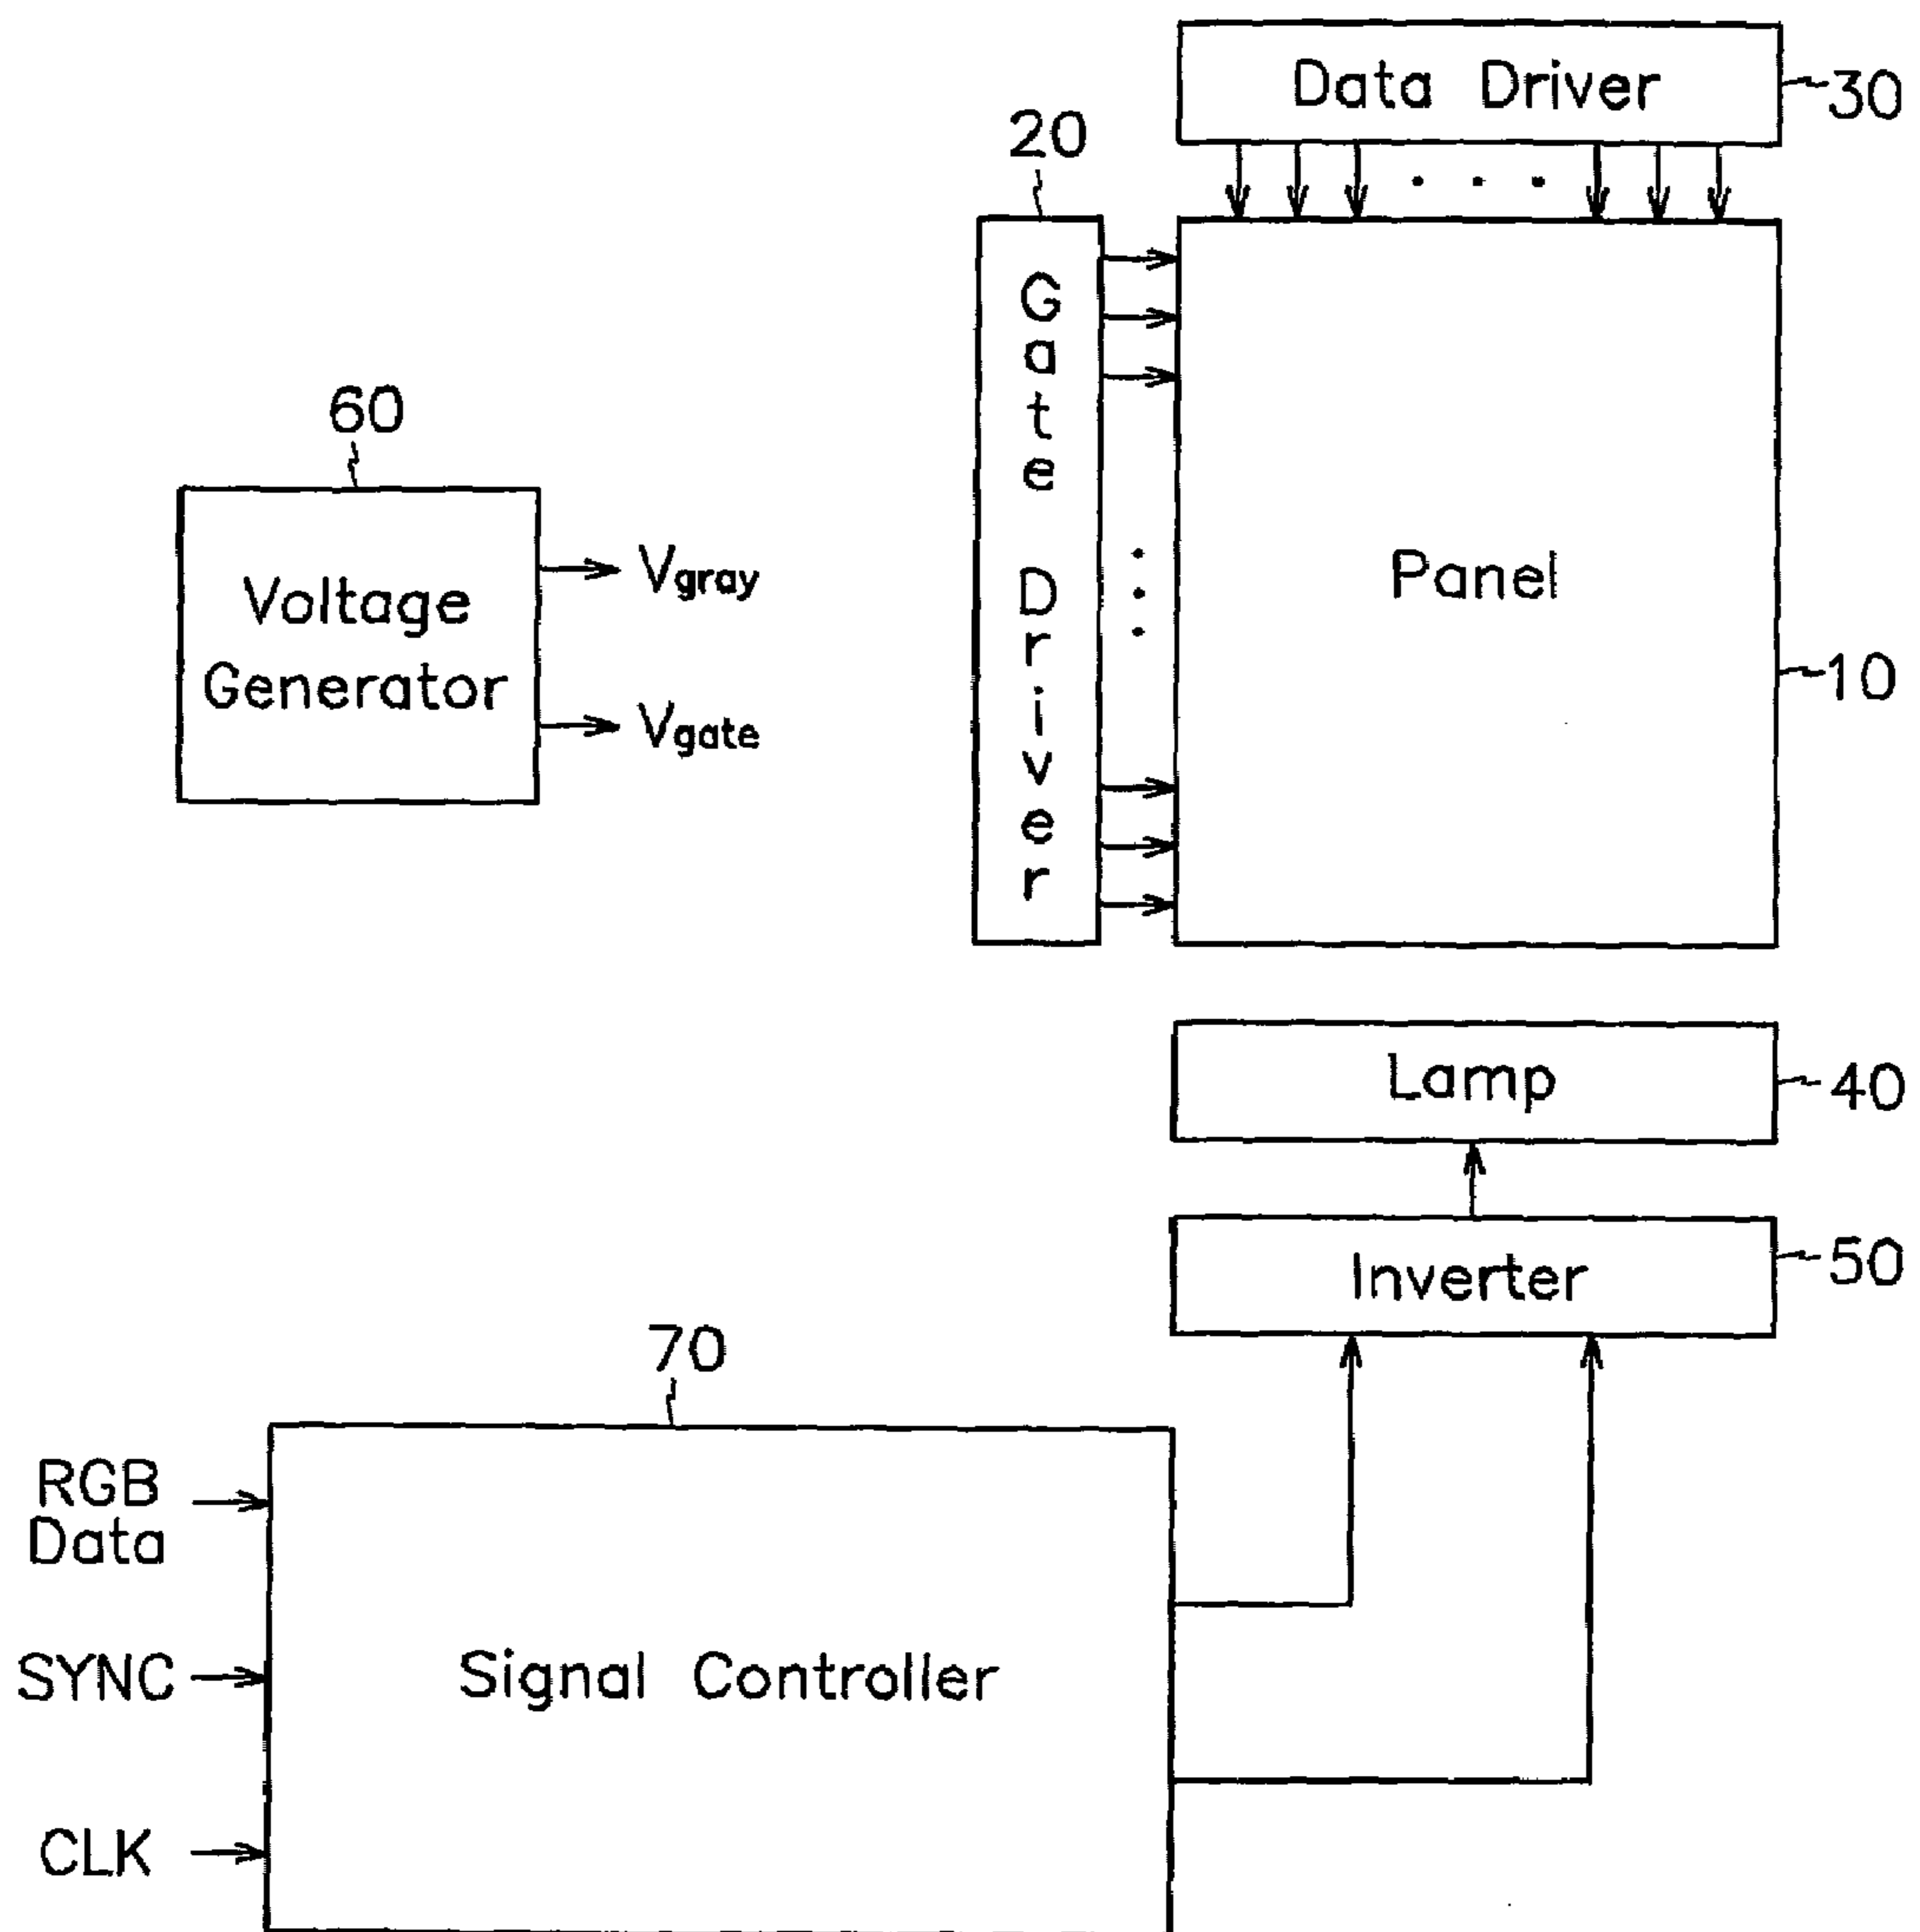 Data Driver
30
20
Gate Driver
60
Voltage
Generator
Vgray
Vgate
Panel
10
Lamp
40
Inverter
50
70
RGB
Data
SYNC
CLK
Signal Controller